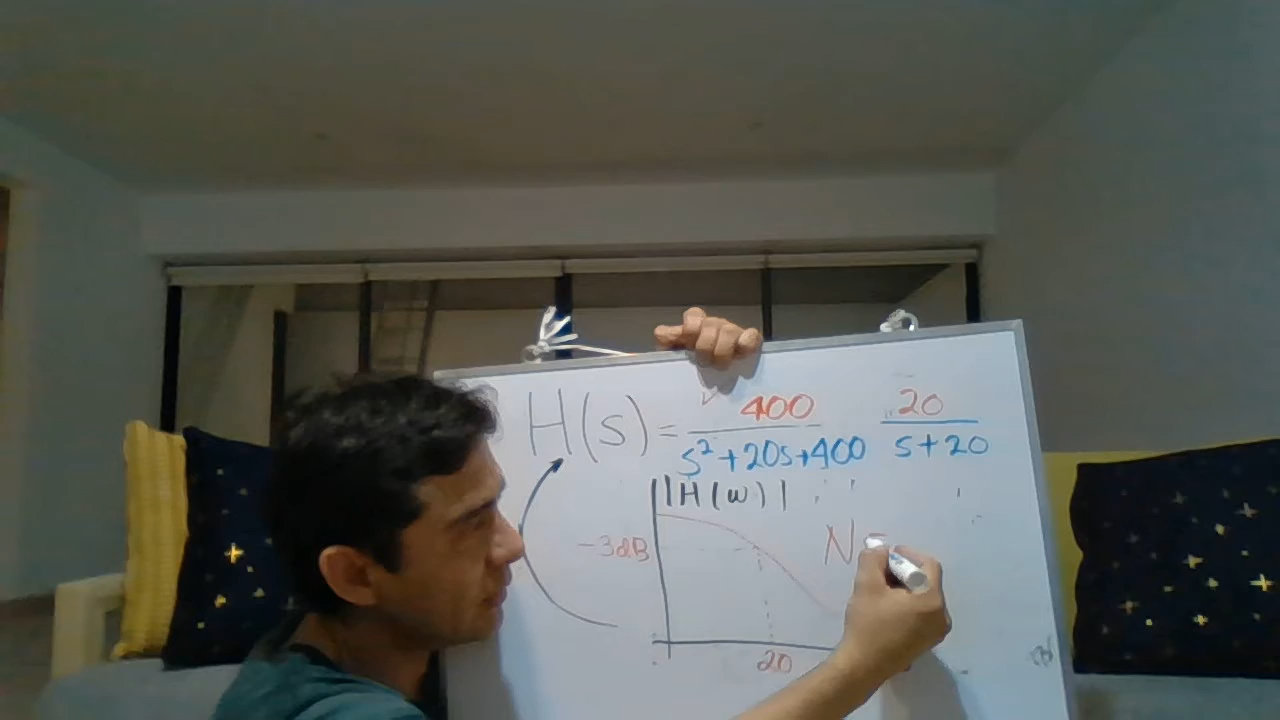 H(s) = 400 / (s²+20s+400) 20 / (s+20)
|H(w)|
-3dB
N=
20